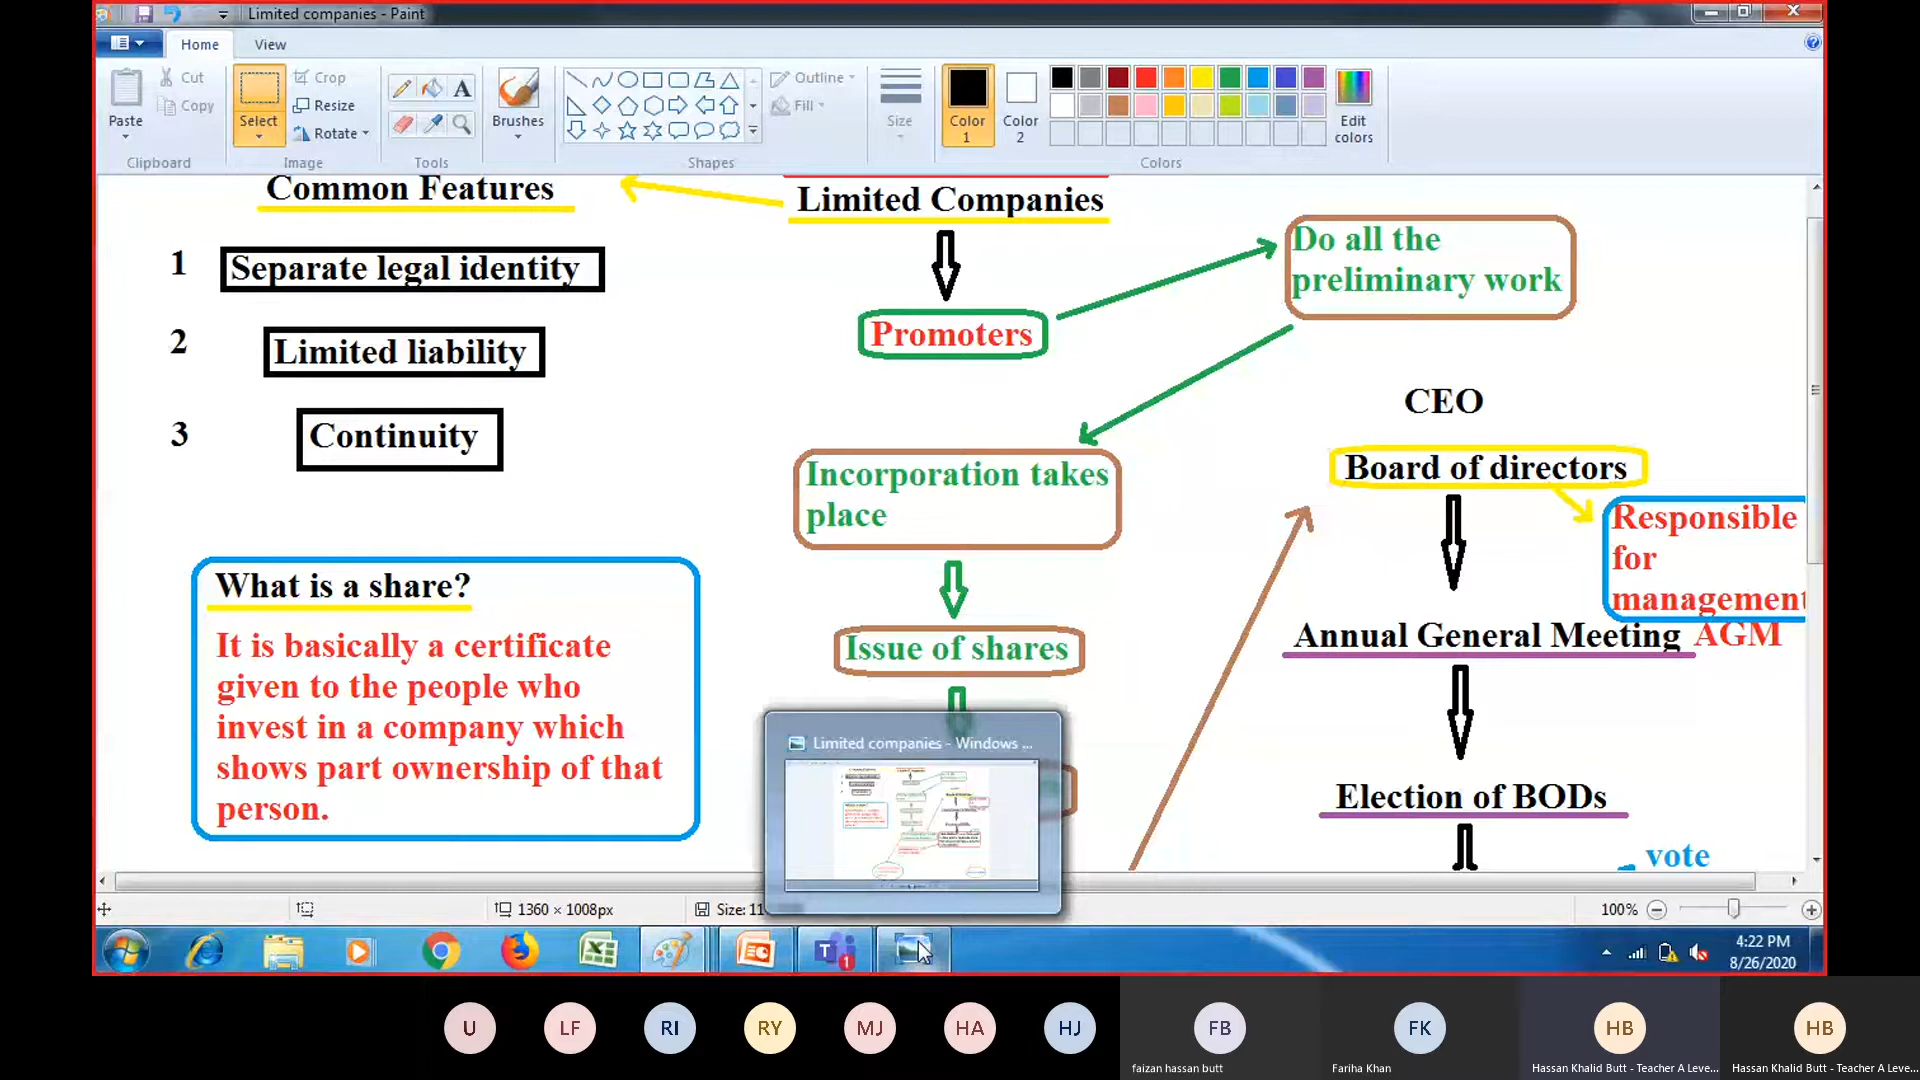 Limited companies - Paint
Home
View
Paste
Cut
Copy
Clipboard
Select
Crop
Resize
Rotate
Image
A
Tools
Brushes
Outline
Fill
Shapes
Size
Color
1
Color
2
Edit
colors
Colors
Common Features
1
Separate legal identity
2
Limited liability
3
Continuity
What is a share?
It is basically a certificate
given to the people who
invest in a company which
shows part ownership of that
person.
Limited Companies
Promoters
Do all the
preliminary work
Incorporation takes
place
Issue of shares
CEO
Board of directors
Responsible
for
management
Annual General Meeting AGM
Election of BODs
vote
Limited companies - Windows ...
1360 × 1008px
Size: 11
100%
4:22 PM
8/26/2020
U
LF
RI
RY
MJ
HA
HJ
FB
faizan hassan butt
FK
Fariha Khan
HB
Hassan Khalid Butt - Teacher A Leve...
HB
Hassan Khalid Butt - Teacher A Leve...